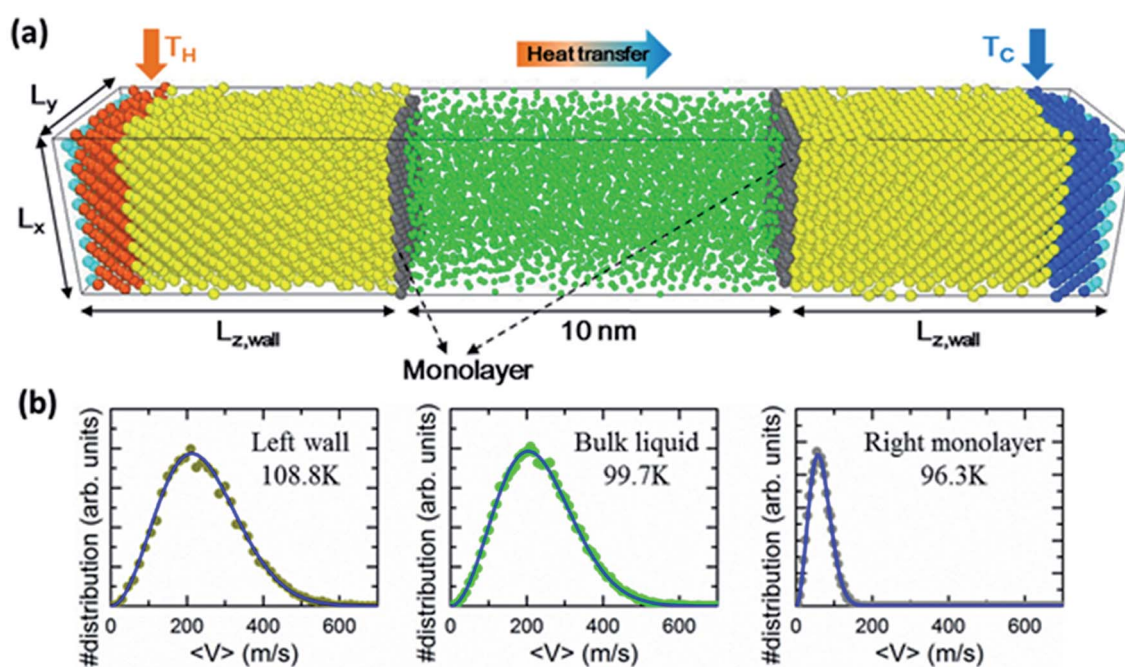 (a)
T_H
Heat transfer
T_C
L_y
L_x
L_z,wall
10 nm
L_z,wall
Monolayer
(b)
#distribution (arb. units)
Left wall
108.8K
0 200 400 600
<V> (m/s)
#distribution (arb. units)
Bulk liquid
99.7K
0 200 400 600
<V> (m/s)
#distribution (arb. units)
Right monolayer
96.3K
0 200 400 600
<V> (m/s)